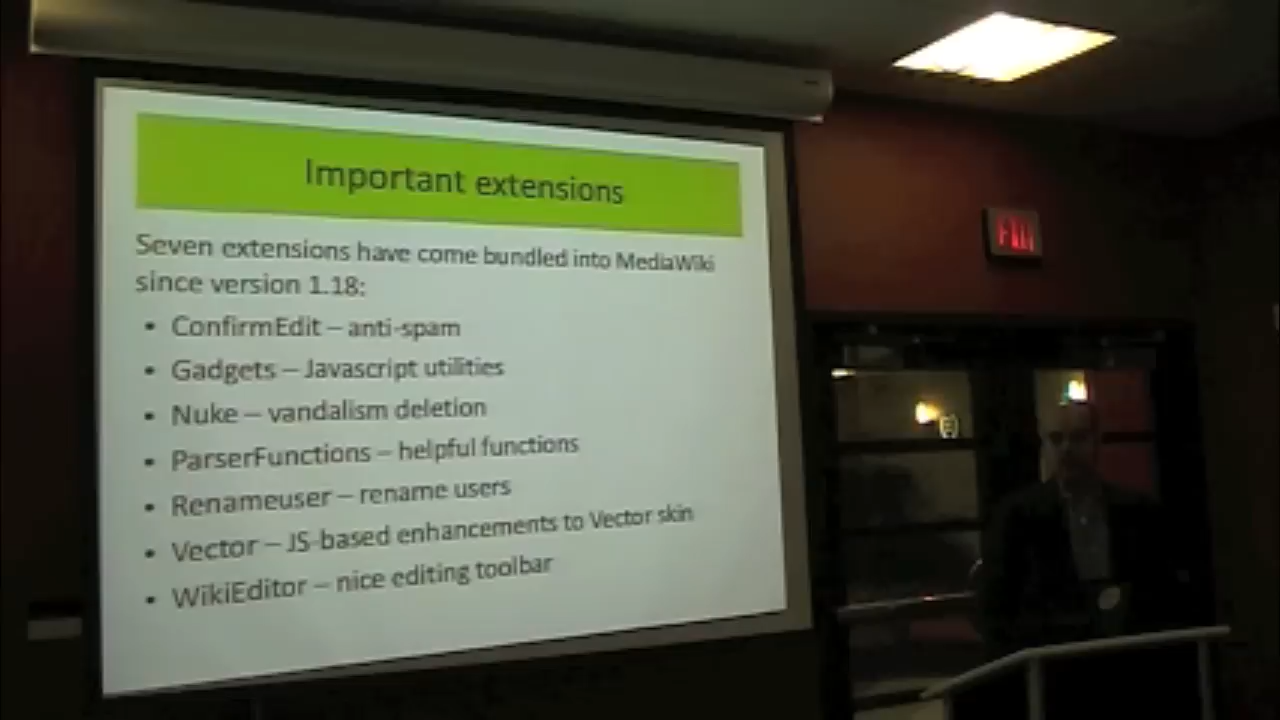 Important extensions
Seven extensions have come bundled into MediaWiki
since version 1.18:
• ConfirmEdit – anti-spam
• Gadgets – Javascript utilities
• Nuke – vandalism deletion
• ParserFunctions – helpful functions
• Renameuser – rename users
• Vector – JS-based enhancements to Vector skin
• WikiEditor – nice editing toolbar
EXIT